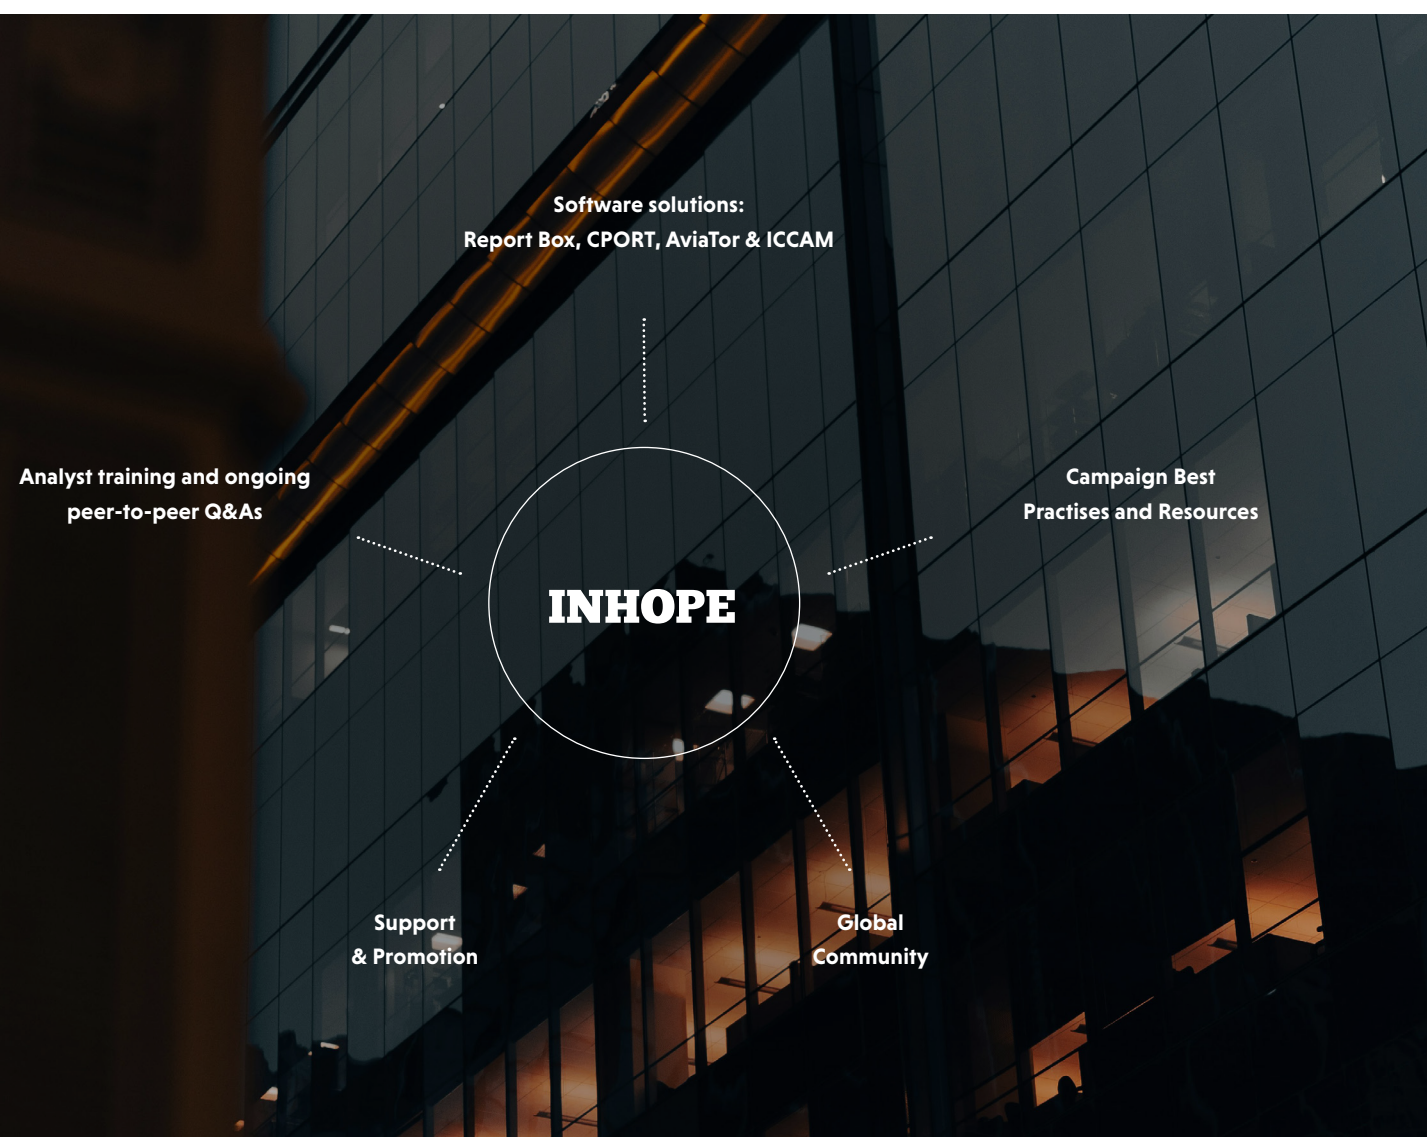 Software solutions:
Report Box, CPORT, AviaTor & ICCAM
Analyst training and ongoing
peer-to-peer Q&As
Campaign Best
Practises and Resources
INHOPE
Support
& Promotion
Global
Community